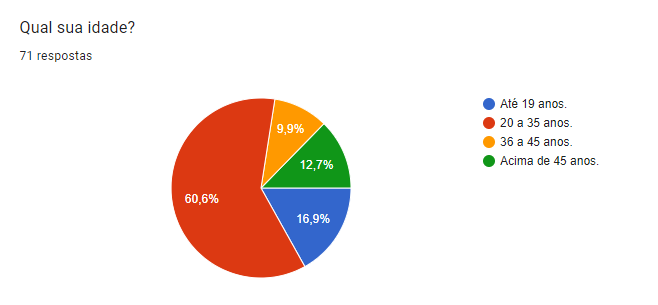 Qual sua idade?
71 respostas
Até 19 anos.
20 a 35 anos.
36 a 45 anos.
Acima de 45 anos.
9,9%
12,7%
60,6%
16,9%